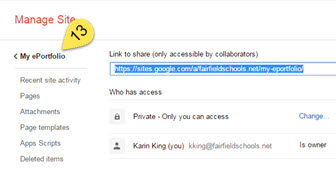 Manage Site
13
< My ePortfolio
Recent site activity
Pages
Attachments
Page templates
Apps Scripts
Deleted items
Link to share (only accessible by collaborators)
https://sites.google.com/a/fairfieldschools.net/my-eportfolio/
Who has access
Private - Only you can access Change...
Karin King (you) kking@fairfieldschools.net Is owner